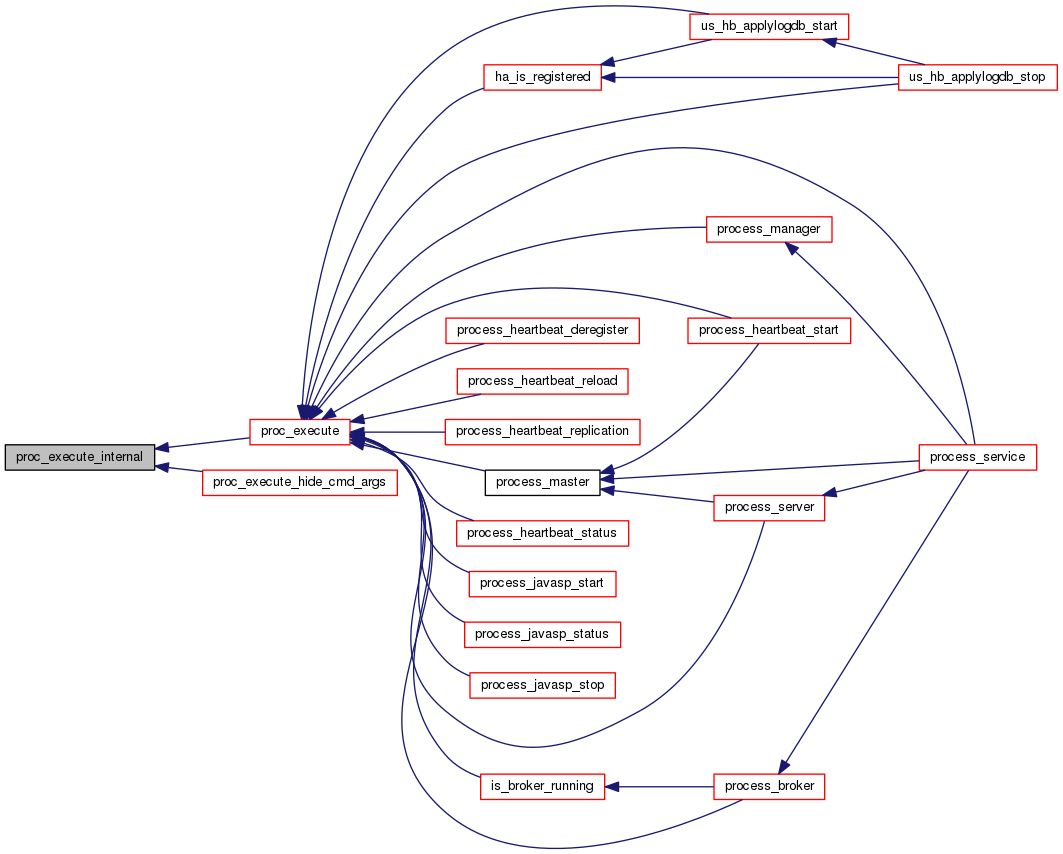 us_hb_applylogdb_start
ha_is_registered
us_hb_applylogdb_stop
process_manager
process_heartbeat_deregister
process_heartbeat_start
process_heartbeat_reload
proc_execute
process_heartbeat_replication
proc_execute_internal
process_service
proc_execute_hide_cmd_args
process_master
process_server
process_heartbeat_status
process_javasp_start
process_javasp_status
process_javasp_stop
is_broker_running
process_broker